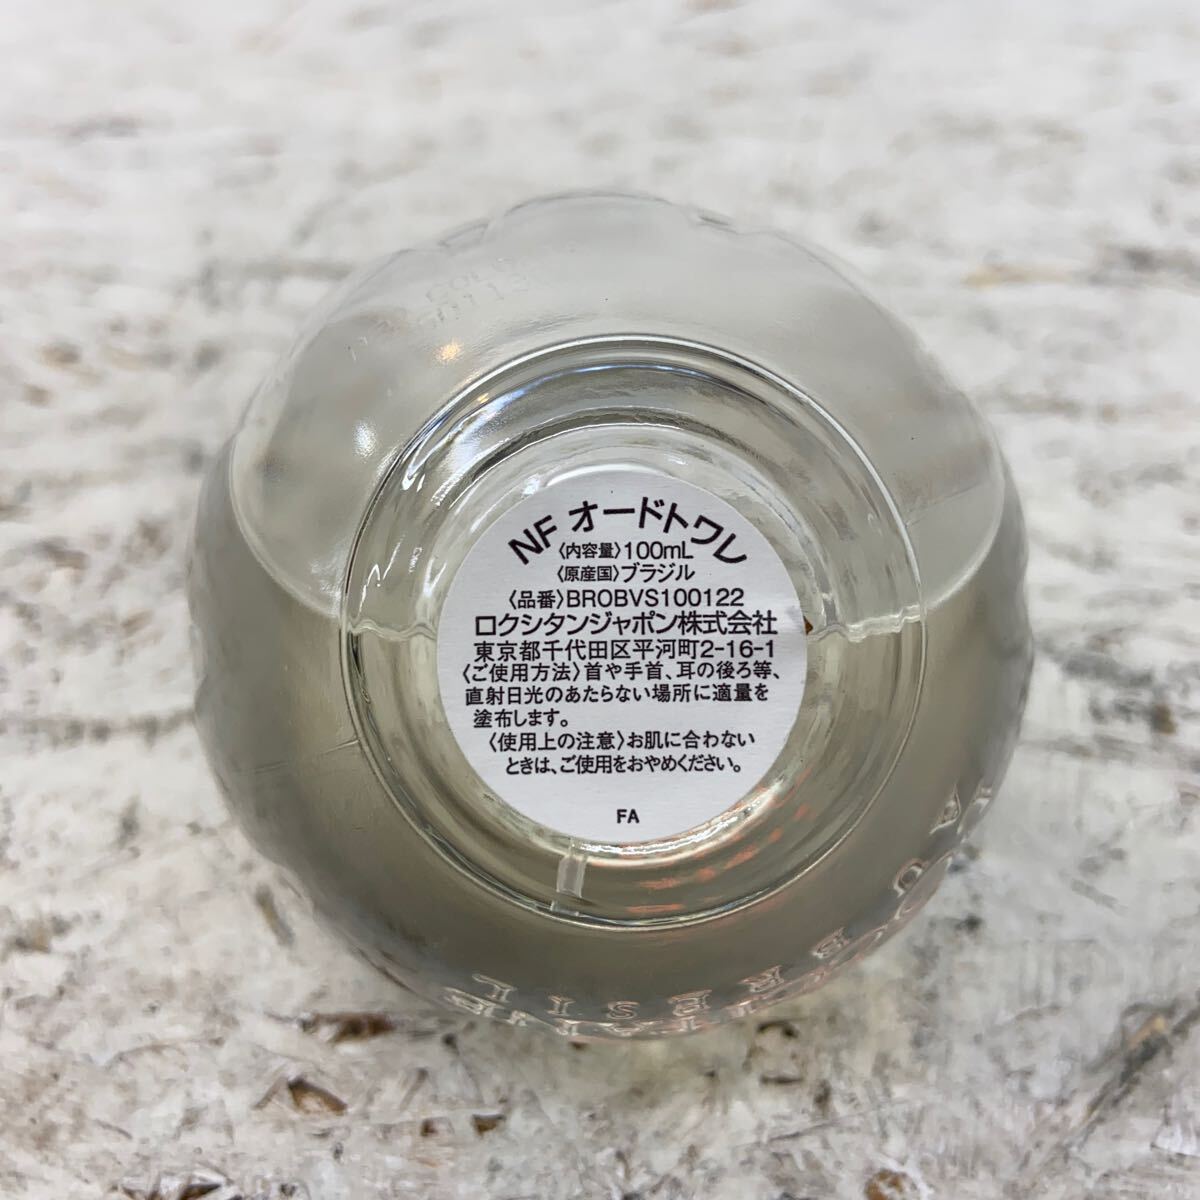 NF オードトワレ
〈内容量〉100mL
〈原産国〉ブラジル
〈品番〉BROBVS100122
ロクシタンジャポン株式会社
東京都千代田区平河町2-16-1
〈ご使用方法〉首や手首、耳の後ろ等、
直射日光のあたらない場所に適量を
塗布します。
〈使用上の注意〉お肌に合わない
ときは、ご使用をおやめください。
FA